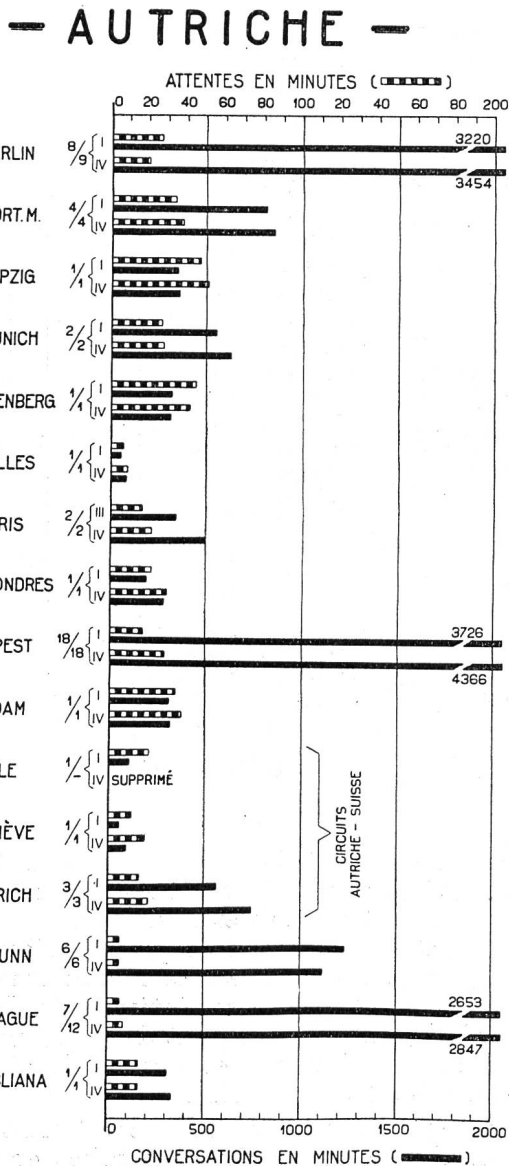 — AUTRICHE —
ATTENTES EN MINUTES ( )
0 20 40 60 80 100 20 40 60 80 200
RLIN 8/9 I 3220
IV 3454
ORT. M. 4/4 I
IV
PZIG 1/1 I
IV
UNICH 2/2 I
IV
ENBERG 1/1 I
IV
LLES 1/1 I
IV
RIS 2/2 III
IV
ONDRES 1/1 I
IV
PEST 18/18 I 3726
IV 4366
DAM 1/1 I
IV
LE 1/– I
IV SUPPRIMÉ
ÈVE 1/1 I
IV
RICH 3/3 I
IV
CIRCUITS
AUTRICHE – SUISSE
UNN 6/6 I
IV
AGUE 7/12 I 2653
IV 2847
BLIANA 1/1 I
IV
0 500 1000 1500 2000
CONVERSATIONS EN MINUTES ( )